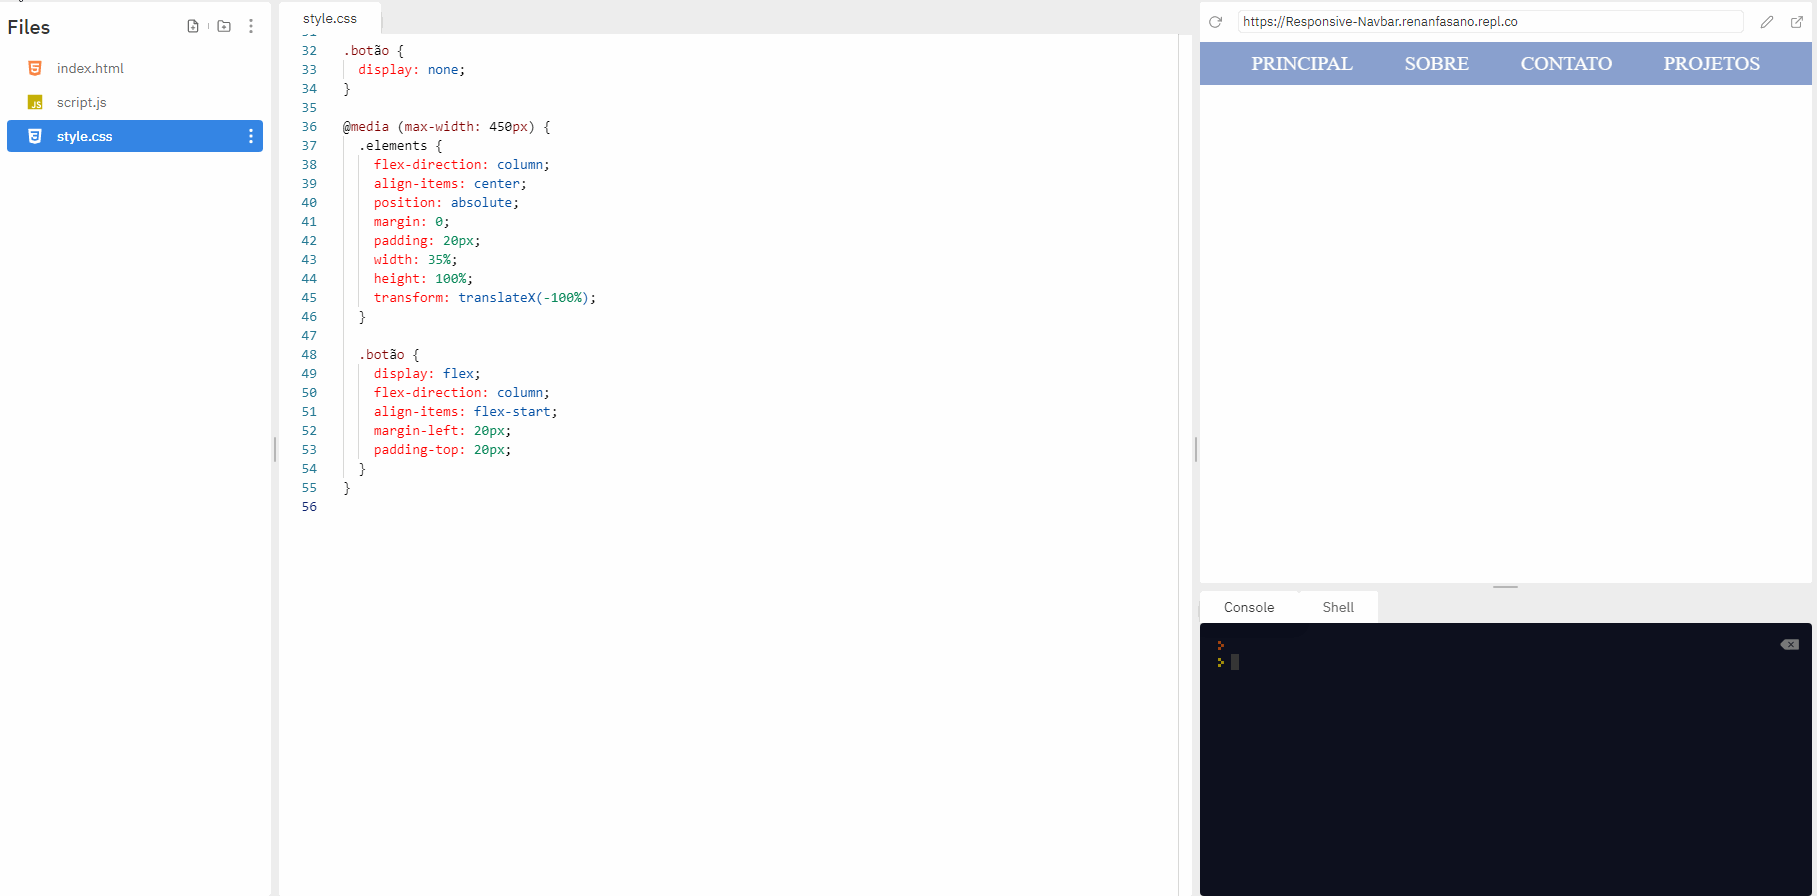 Files
index.html
script.js
style.css
style.css
31
32 .botão {
33 display: none;
34 }
35
36 @media (max-width: 450px) {
37 .elements {
38 flex-direction: column;
39 align-items: center;
40 position: absolute;
41 margin: 0;
42 padding: 20px;
43 width: 35%;
44 height: 100%;
45 transform: translateX(-100%);
46 }
47
48 .botão {
49 display: flex;
50 flex-direction: column;
51 align-items: flex-start;
52 margin-left: 20px;
53 padding-top: 20px;
54 }
55 }
56
https://Responsive-Navbar.renanfasano.repl.co
PRINCIPAL SOBRE CONTATO PROJETOS
Console Shell
>
>